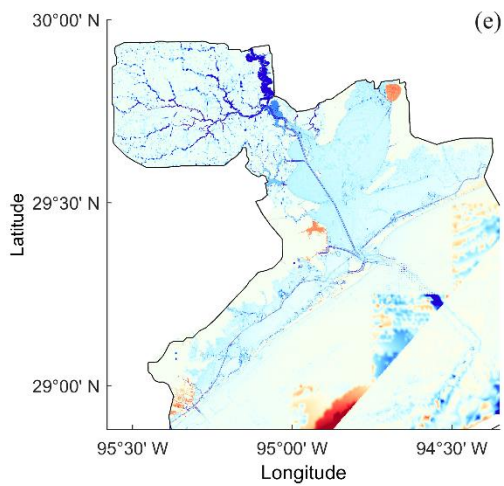 (e)
30°00' N
29°30' N
29°00' N
Latitude
95°30' W
95°00' W
94°30' W
Longitude